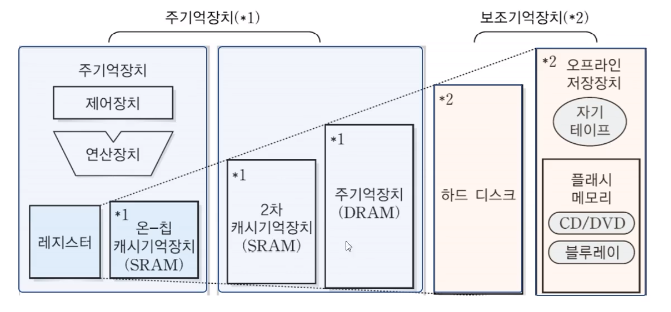 주기억장치(*1)
보조기억장치(*2)
주기억장치
제어장치
연산장치
레지스터
*1
온-칩
캐시기억장치
(SRAM)
*1
2차
캐시기억장치
(SRAM)
*1
주기억장치
(DRAM)
*2
하드 디스크
*2 오프라인
저장장치
자기
테이프
플래시
메모리
CD/DVD
블루레이